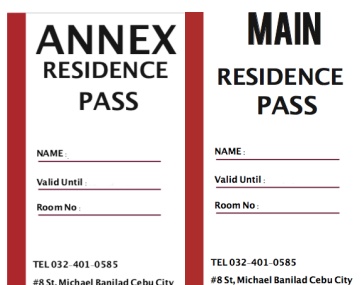 ANNEX
RESIDENCE
PASS
NAME :
Valid Until :
Room No :
TEL 032-401-0585
#8 St, Michael Banilad Cebu City
MAIN
RESIDENCE
PASS
NAME :
Valid Until :
Room No :
TEL 032-401-0585
#8 St, Michael Banilad Cebu City